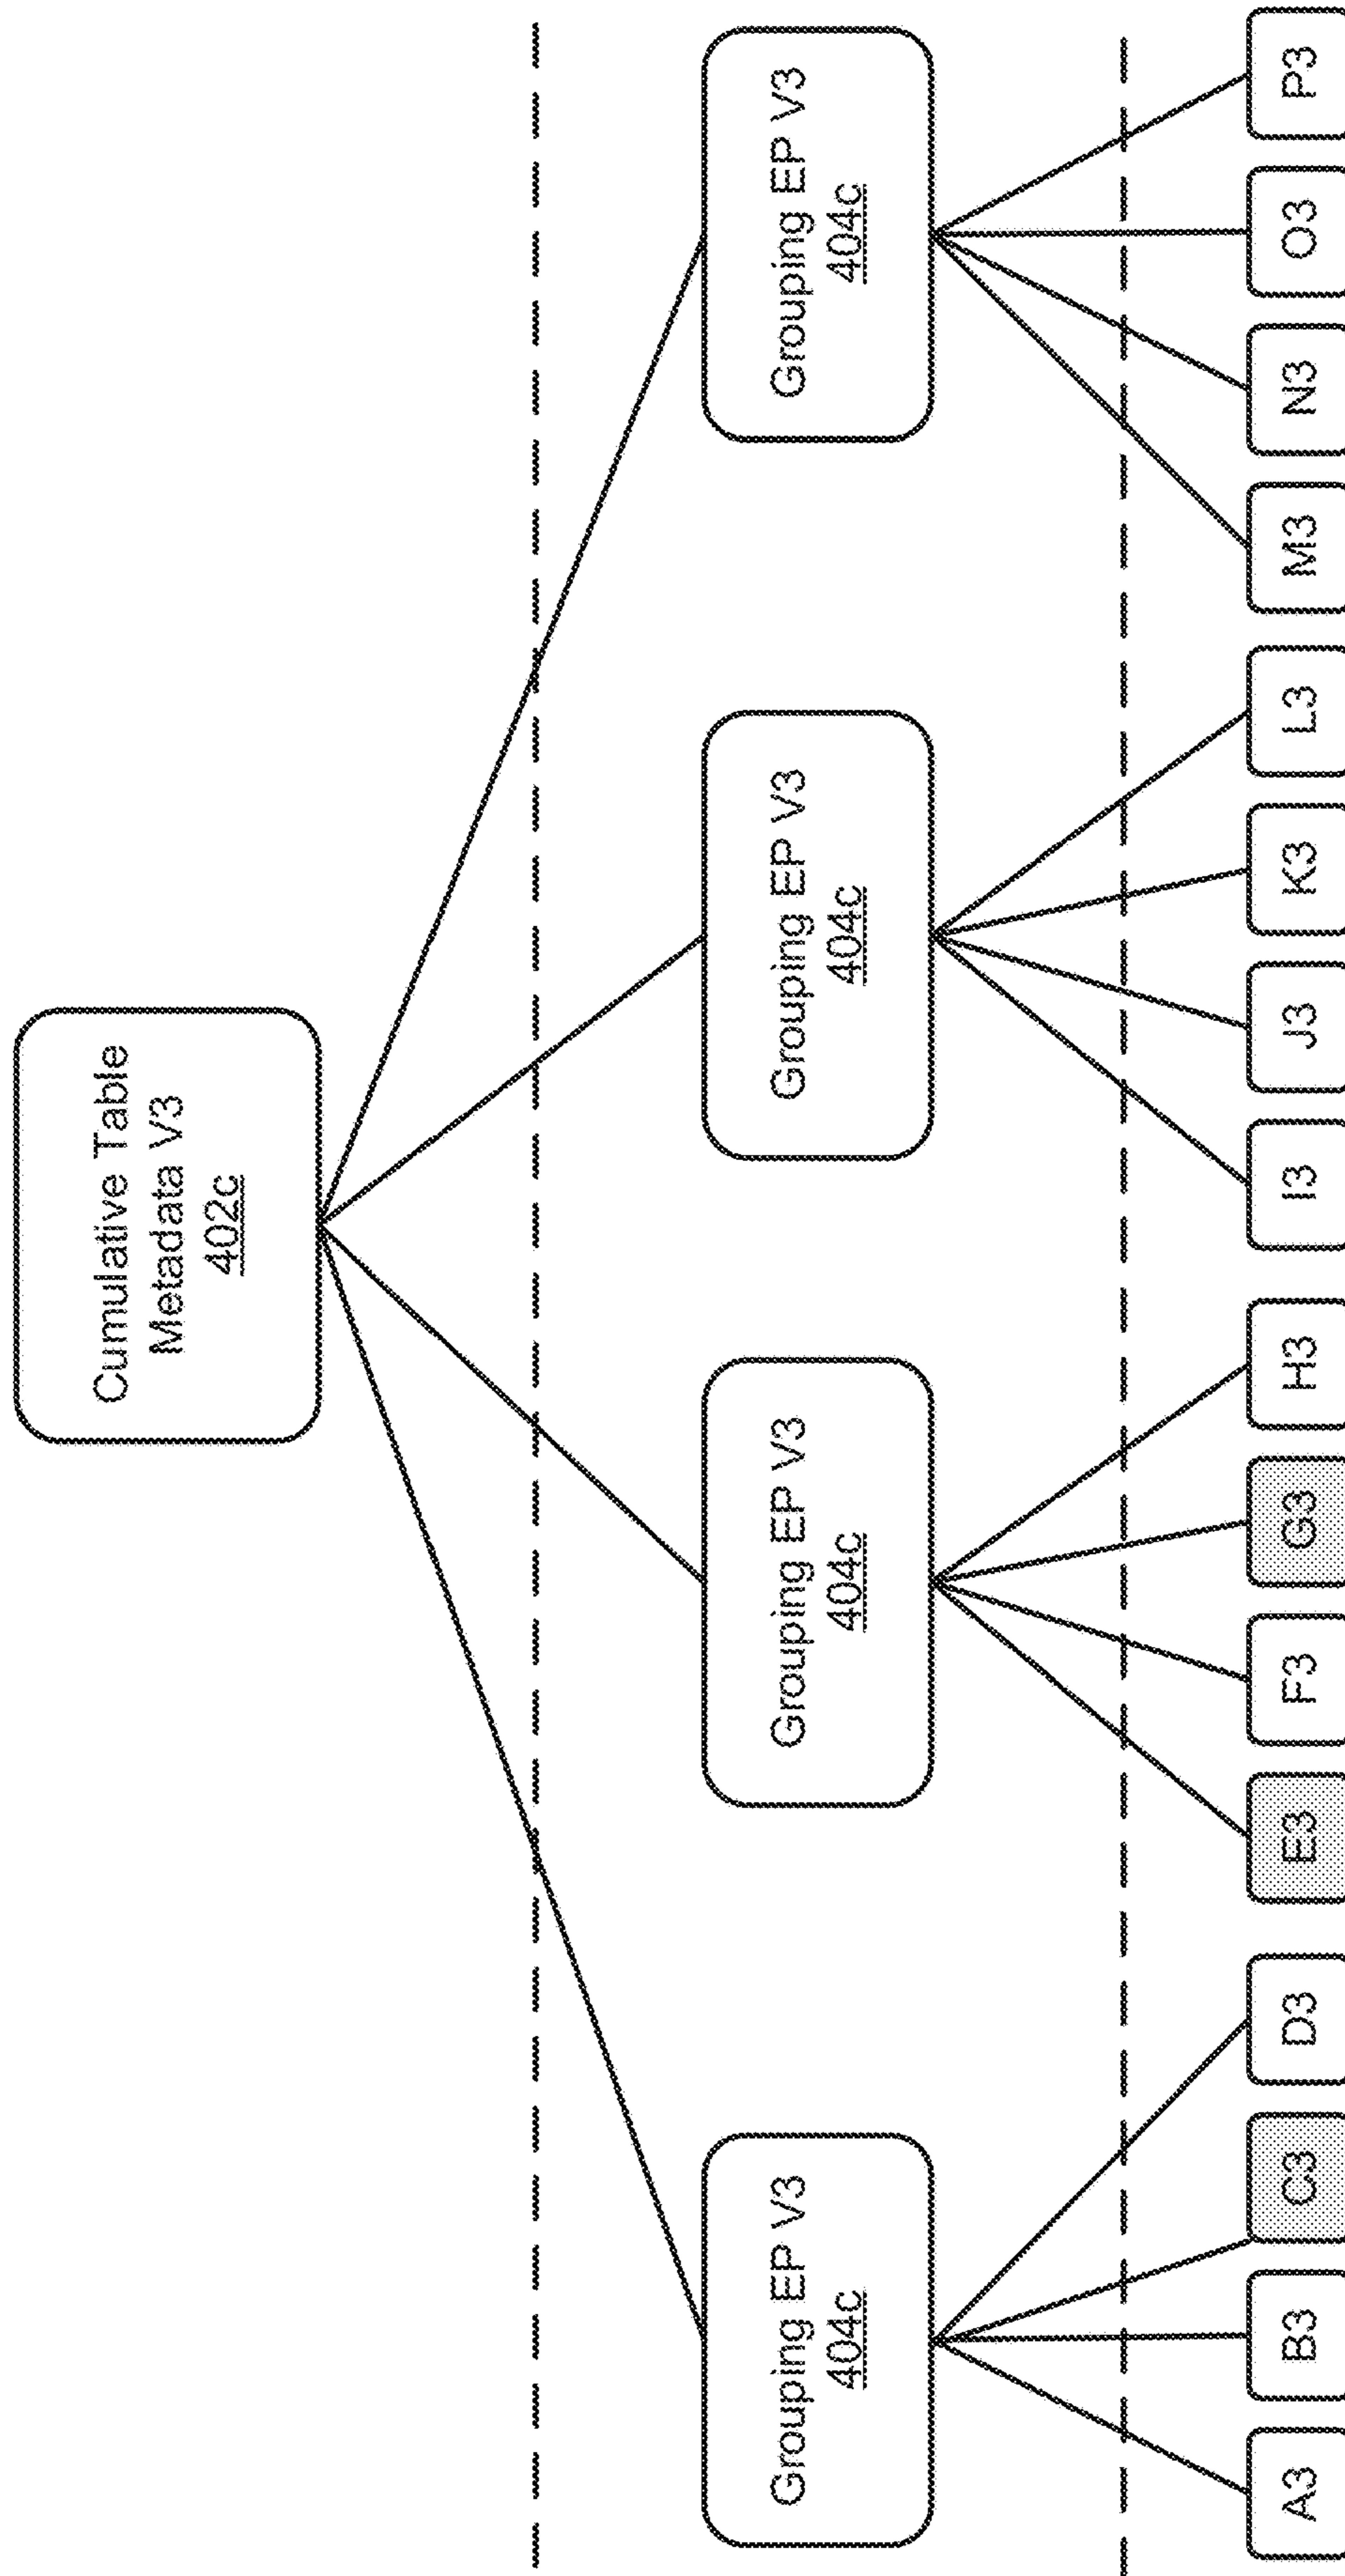 Cumulative Table
Metadata V3
402c
Grouping EP V3
404c
Grouping EP V3
404c
Grouping EP V3
404c
Grouping EP V3
404c
A3
B3
C3
D3
E3
F3
G3
H3
I3
J3
K3
L3
M3
N3
O3
P3